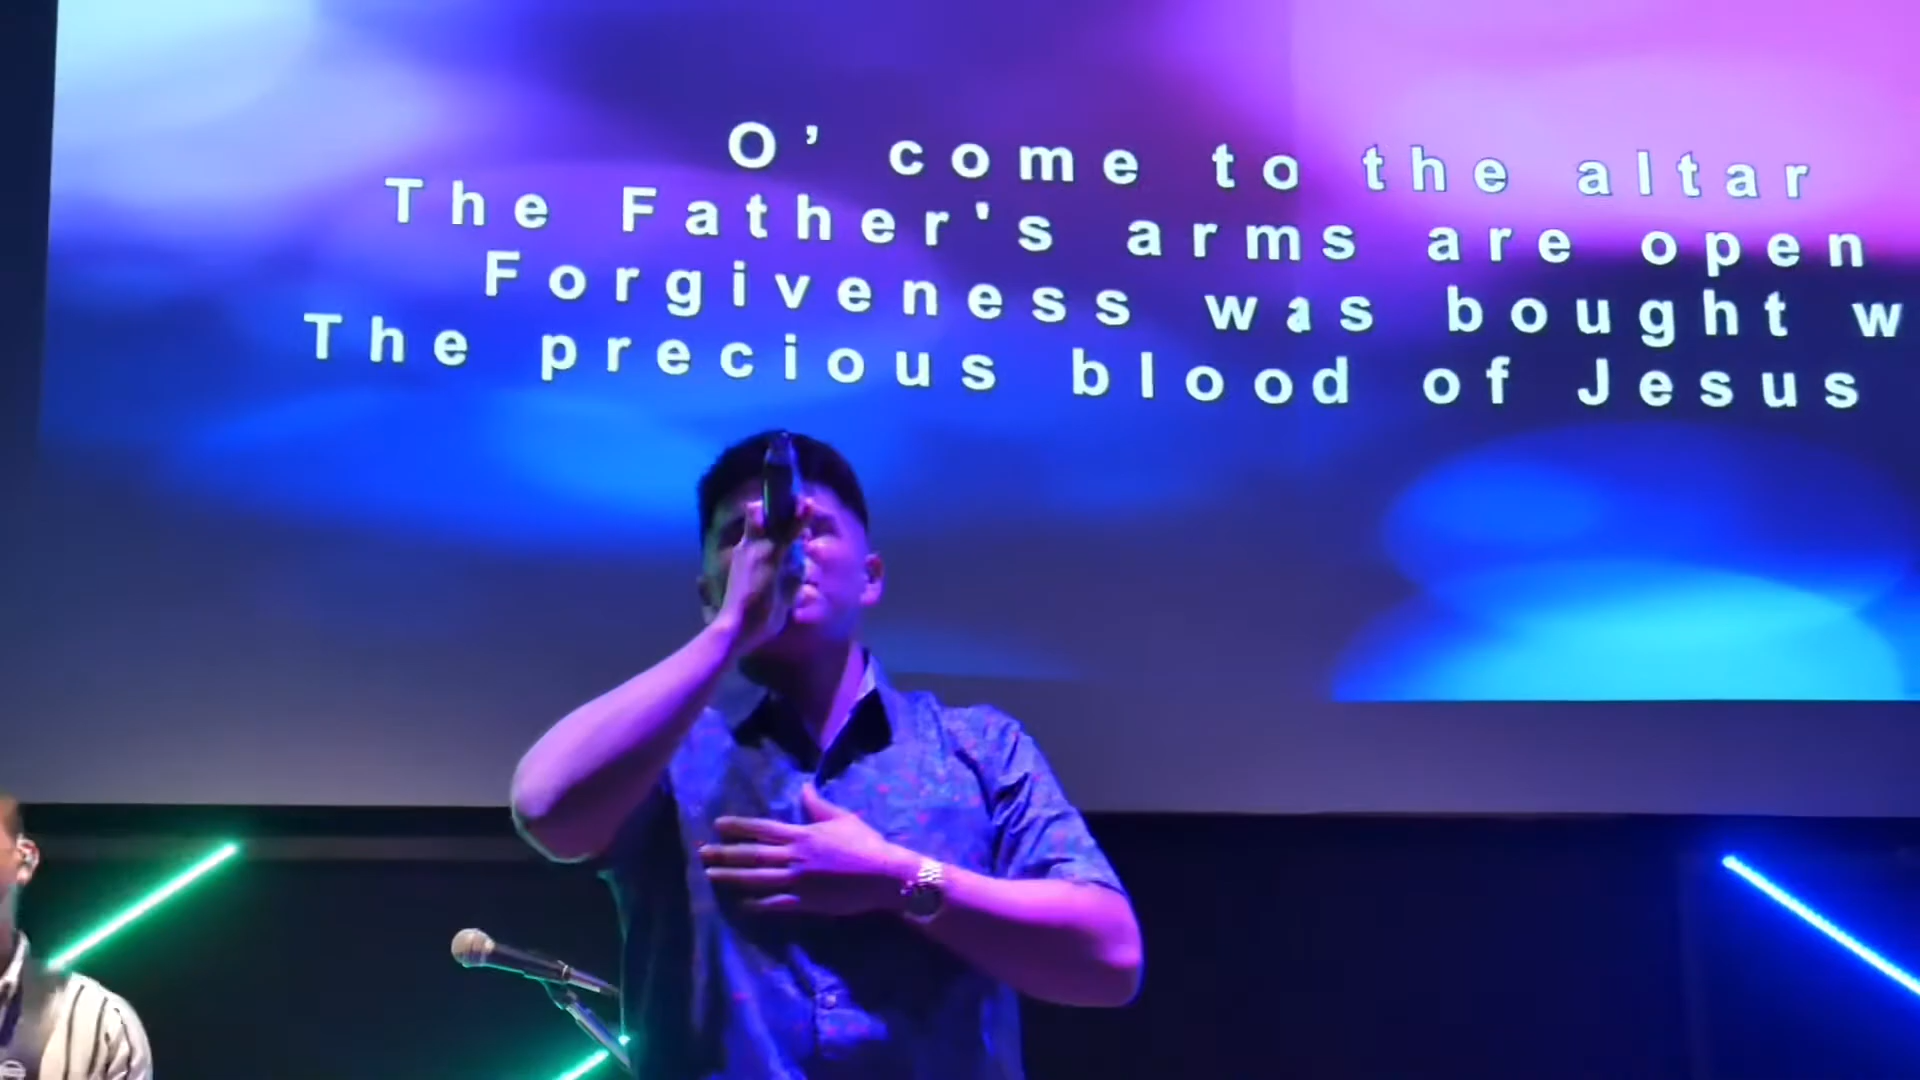 O’ come to the altar
The Father's arms are open
Forgiveness was bought w
The precious blood of Jesus